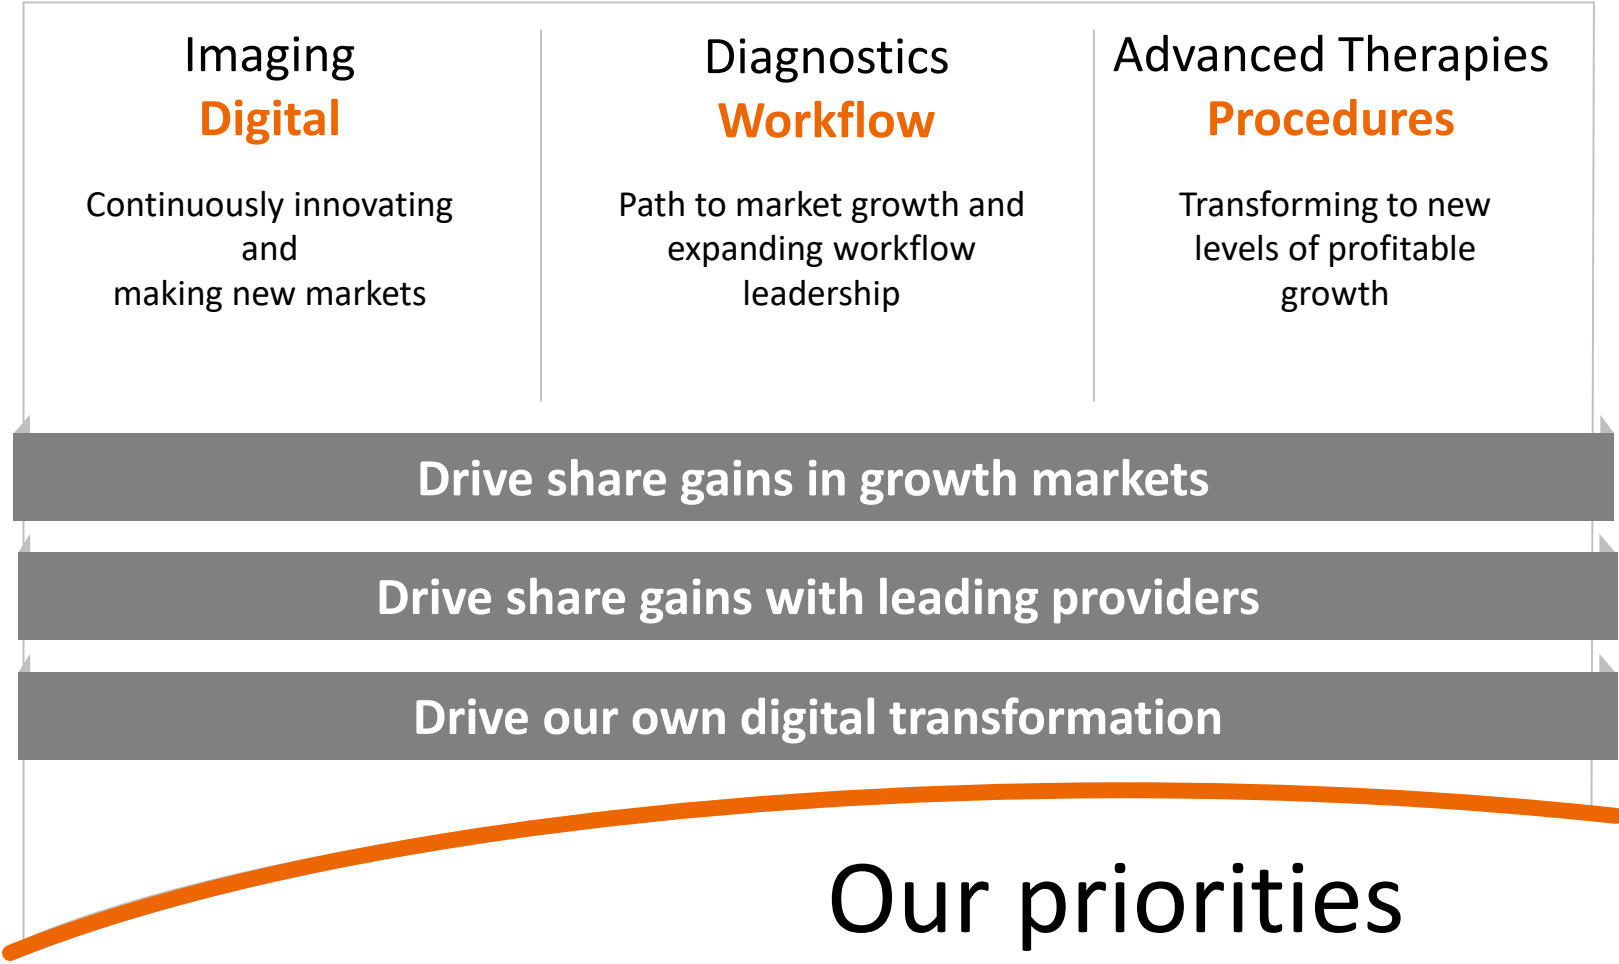 Imaging
Digital
Continuously innovating
and
making new markets
Diagnostics
Workflow
Path to market growth and
expanding workflow
leadership
Advanced Therapies
Procedures
Transforming to new
levels of profitable
growth
Drive share gains in growth markets
Drive share gains with leading providers
Drive our own digital transformation
Our priorities